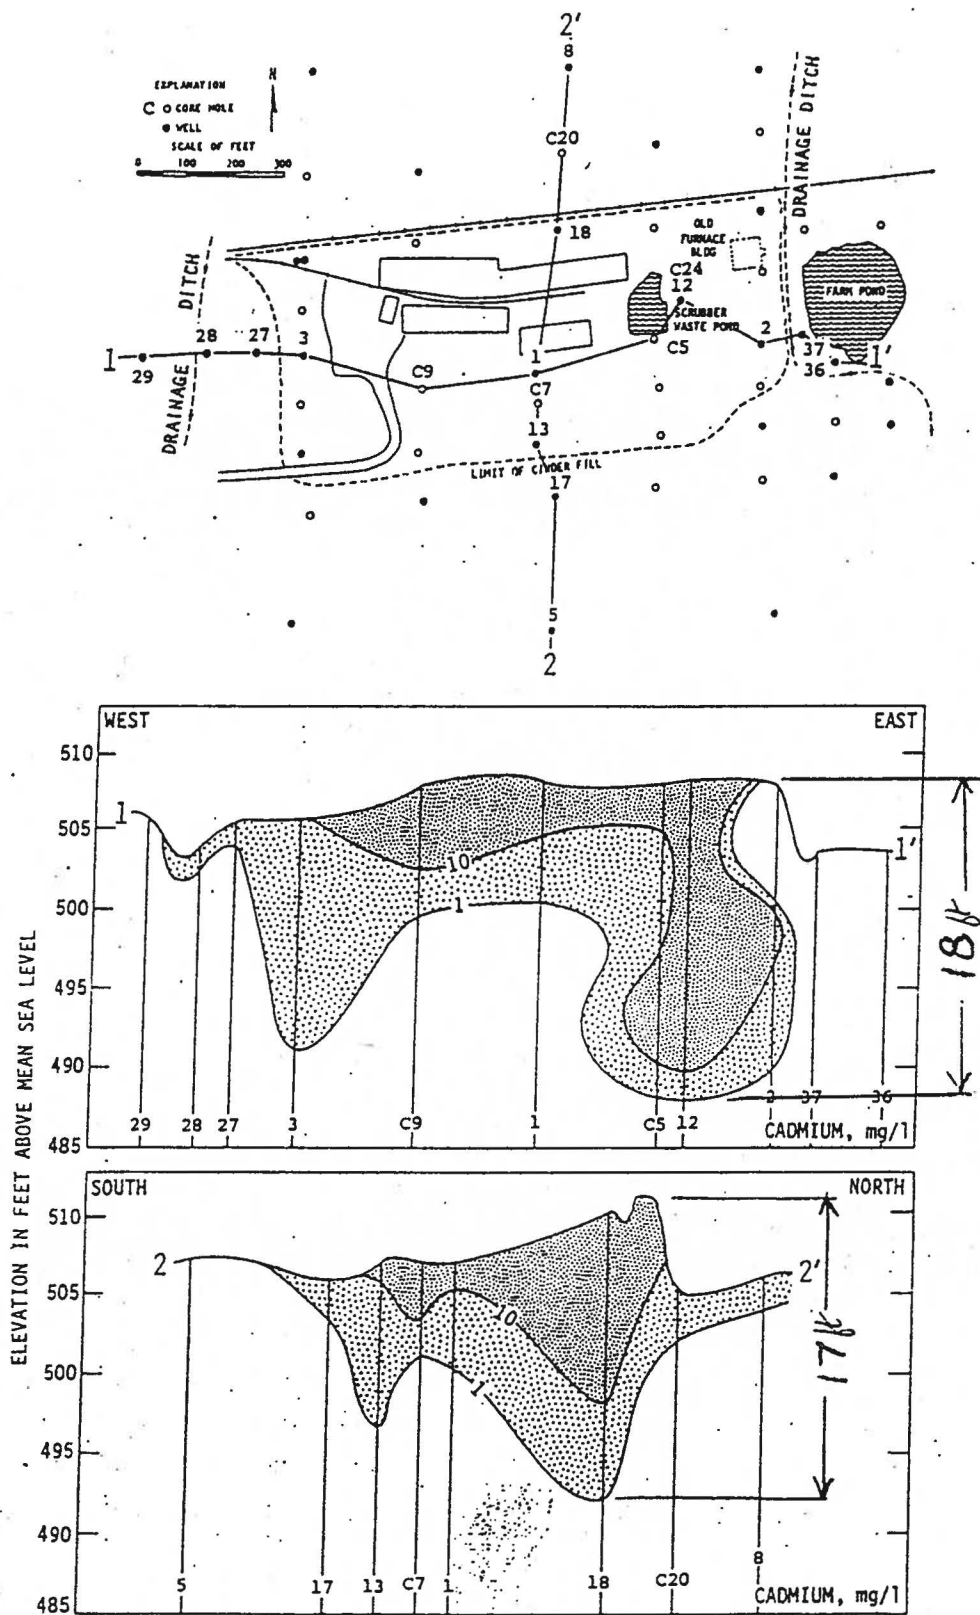 2'
8
EXPLANATION
N
C o CORE HOLE
● WELL
SCALE OF FEET
0 100 200 300
C20
DRAINAGE DITCH
18
OLD
FURNACE
BLDG
C24
12
SCRUBBER
WASTE POND
FARM POND
DRAINAGE DITCH
1 29 28 27 3
C9
1
C7
C5
2
37
36
1'
13
LIMIT OF CINDER FILL
17
5
2
ELEVATION IN FEET ABOVE MEAN SEA LEVEL
WEST EAST
510
505
500
495
490
485
1 1'
10
1
18 ft
29 28 27 3 C9 1 C5 12 2 37 36
CADMIUM, mg/l
SOUTH NORTH
510
505
500
495
490
485
2 2'
10
1
17 ft
5 17 13 C7 1 18 C20 8
CADMIUM, mg/l